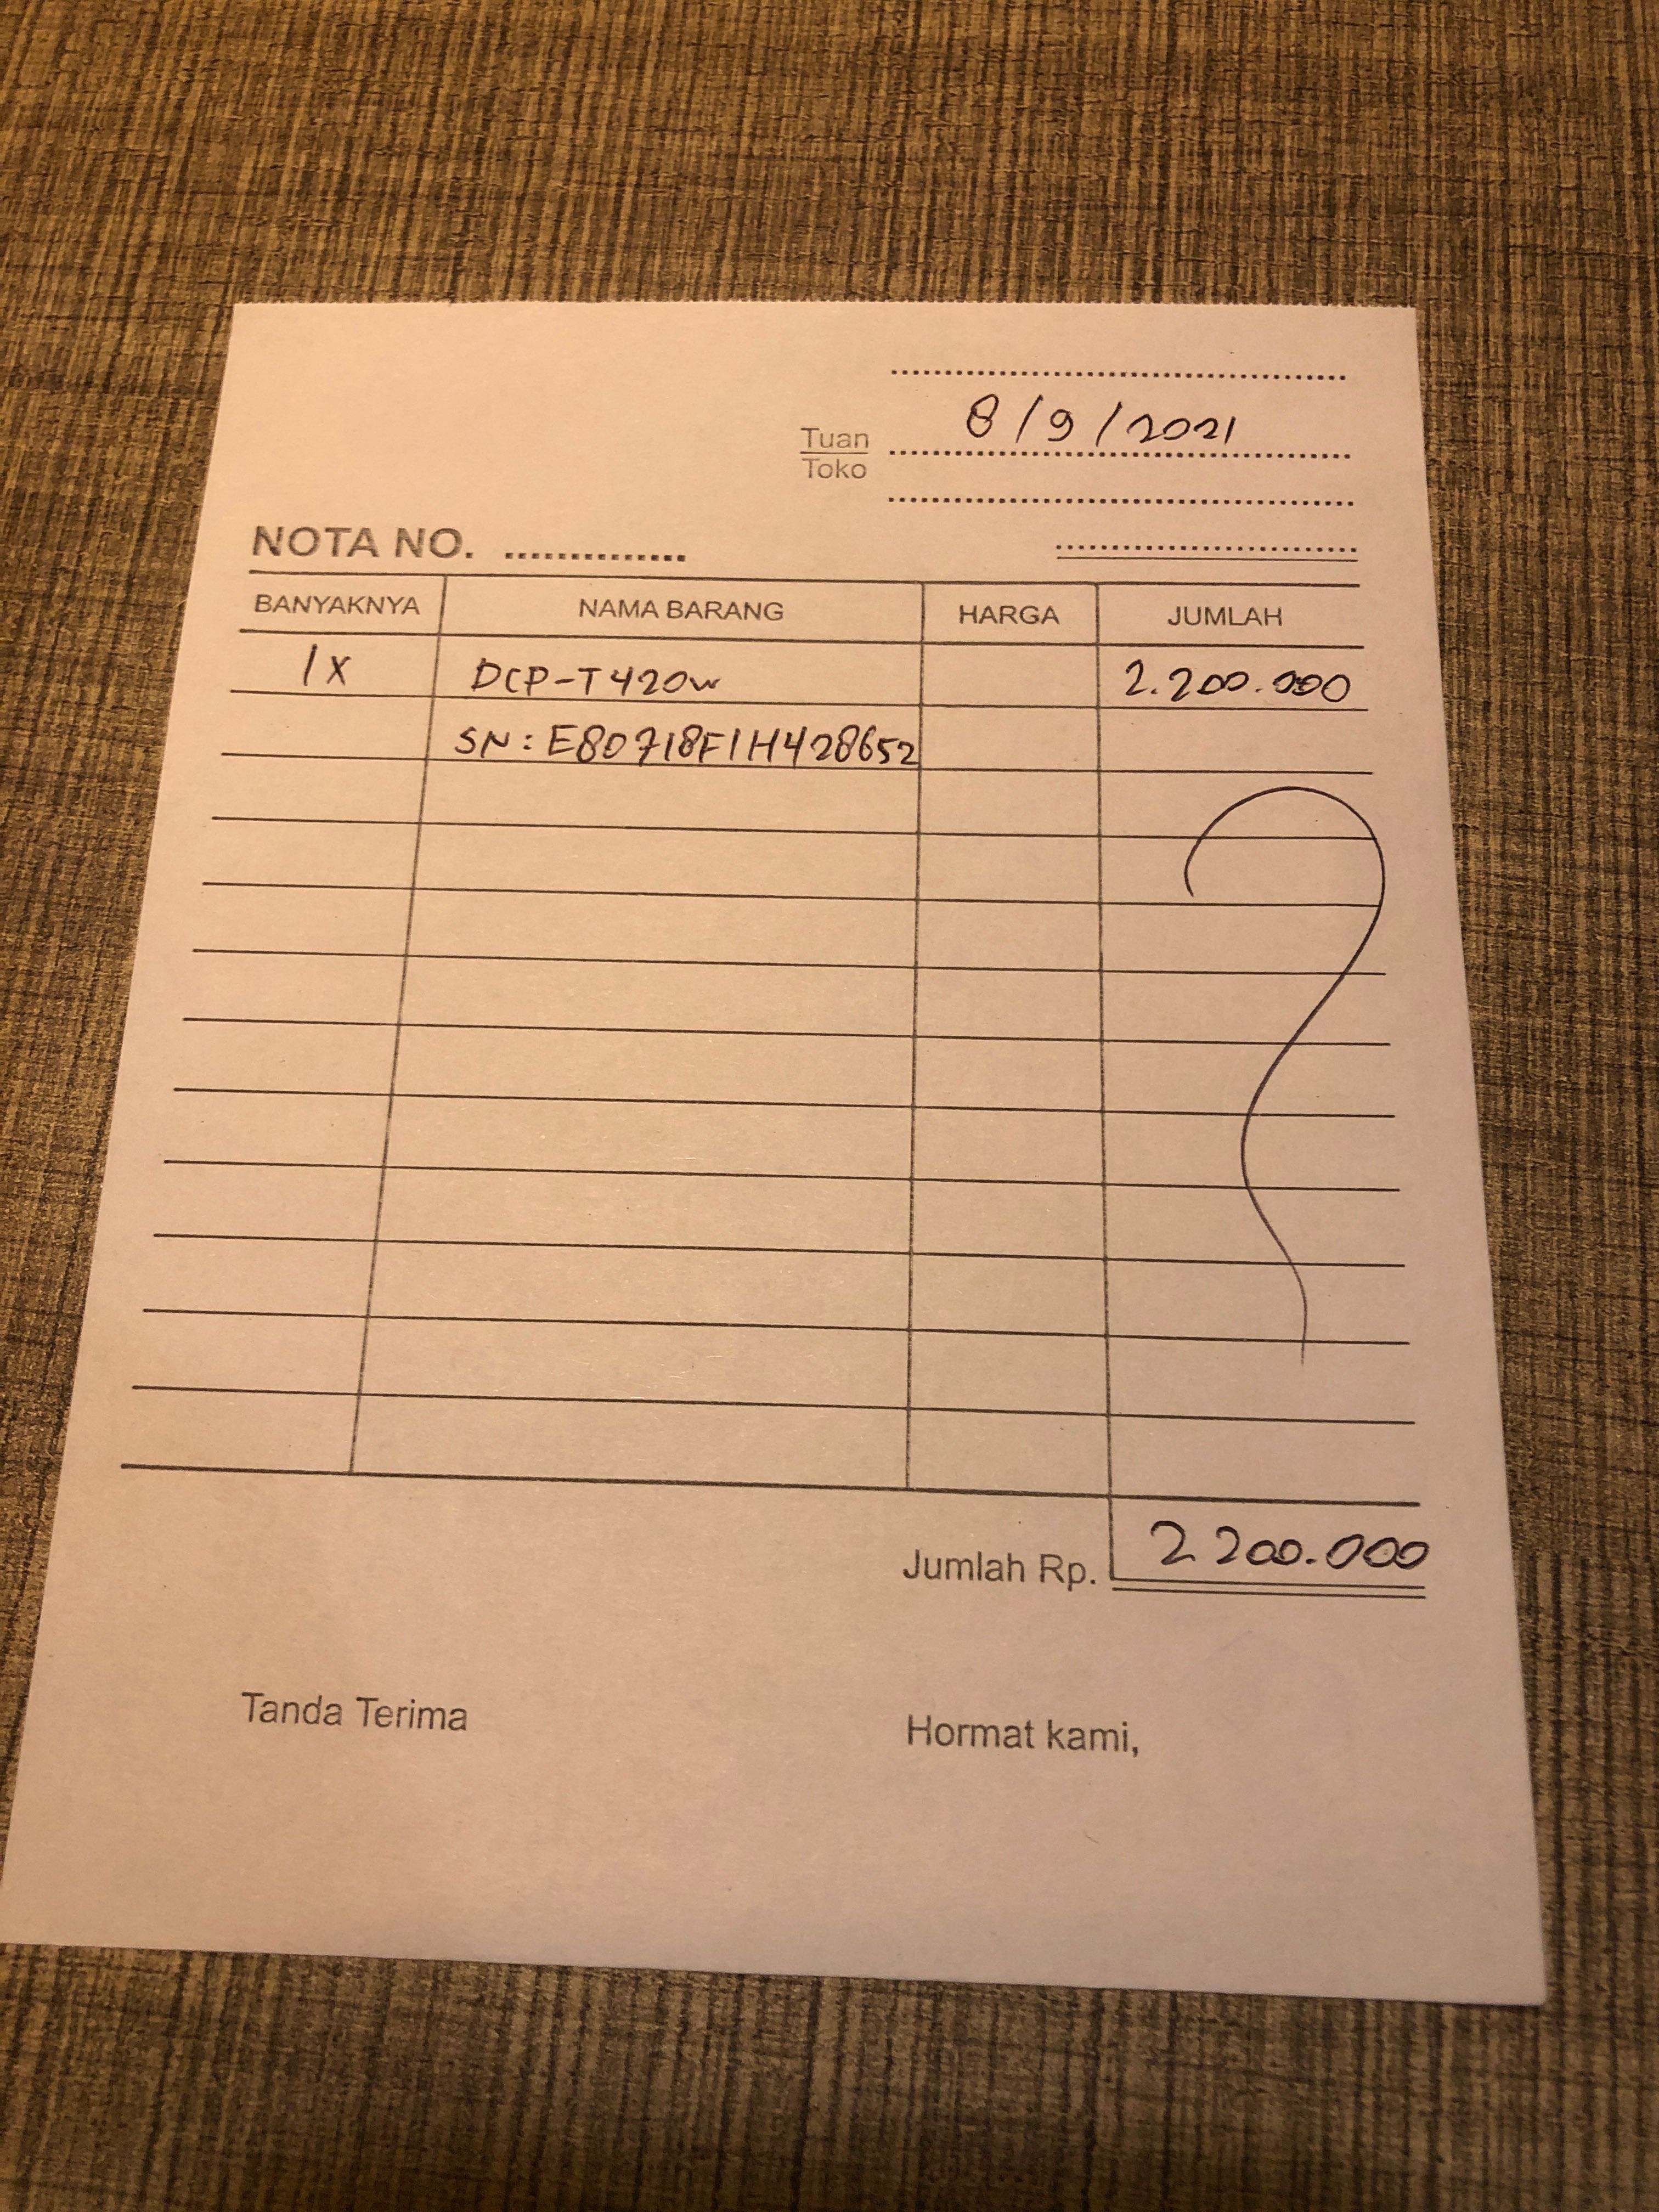 8/9/2021
Tuan
Toko
NOTA NO.
BANYAKNYA NAMA BARANG HARGA JUMLAH
1x DCP-T420w 2.200.000
SN: E80718F1H428652
Jumlah Rp. 2 200.000
Tanda Terima Hormat kami,